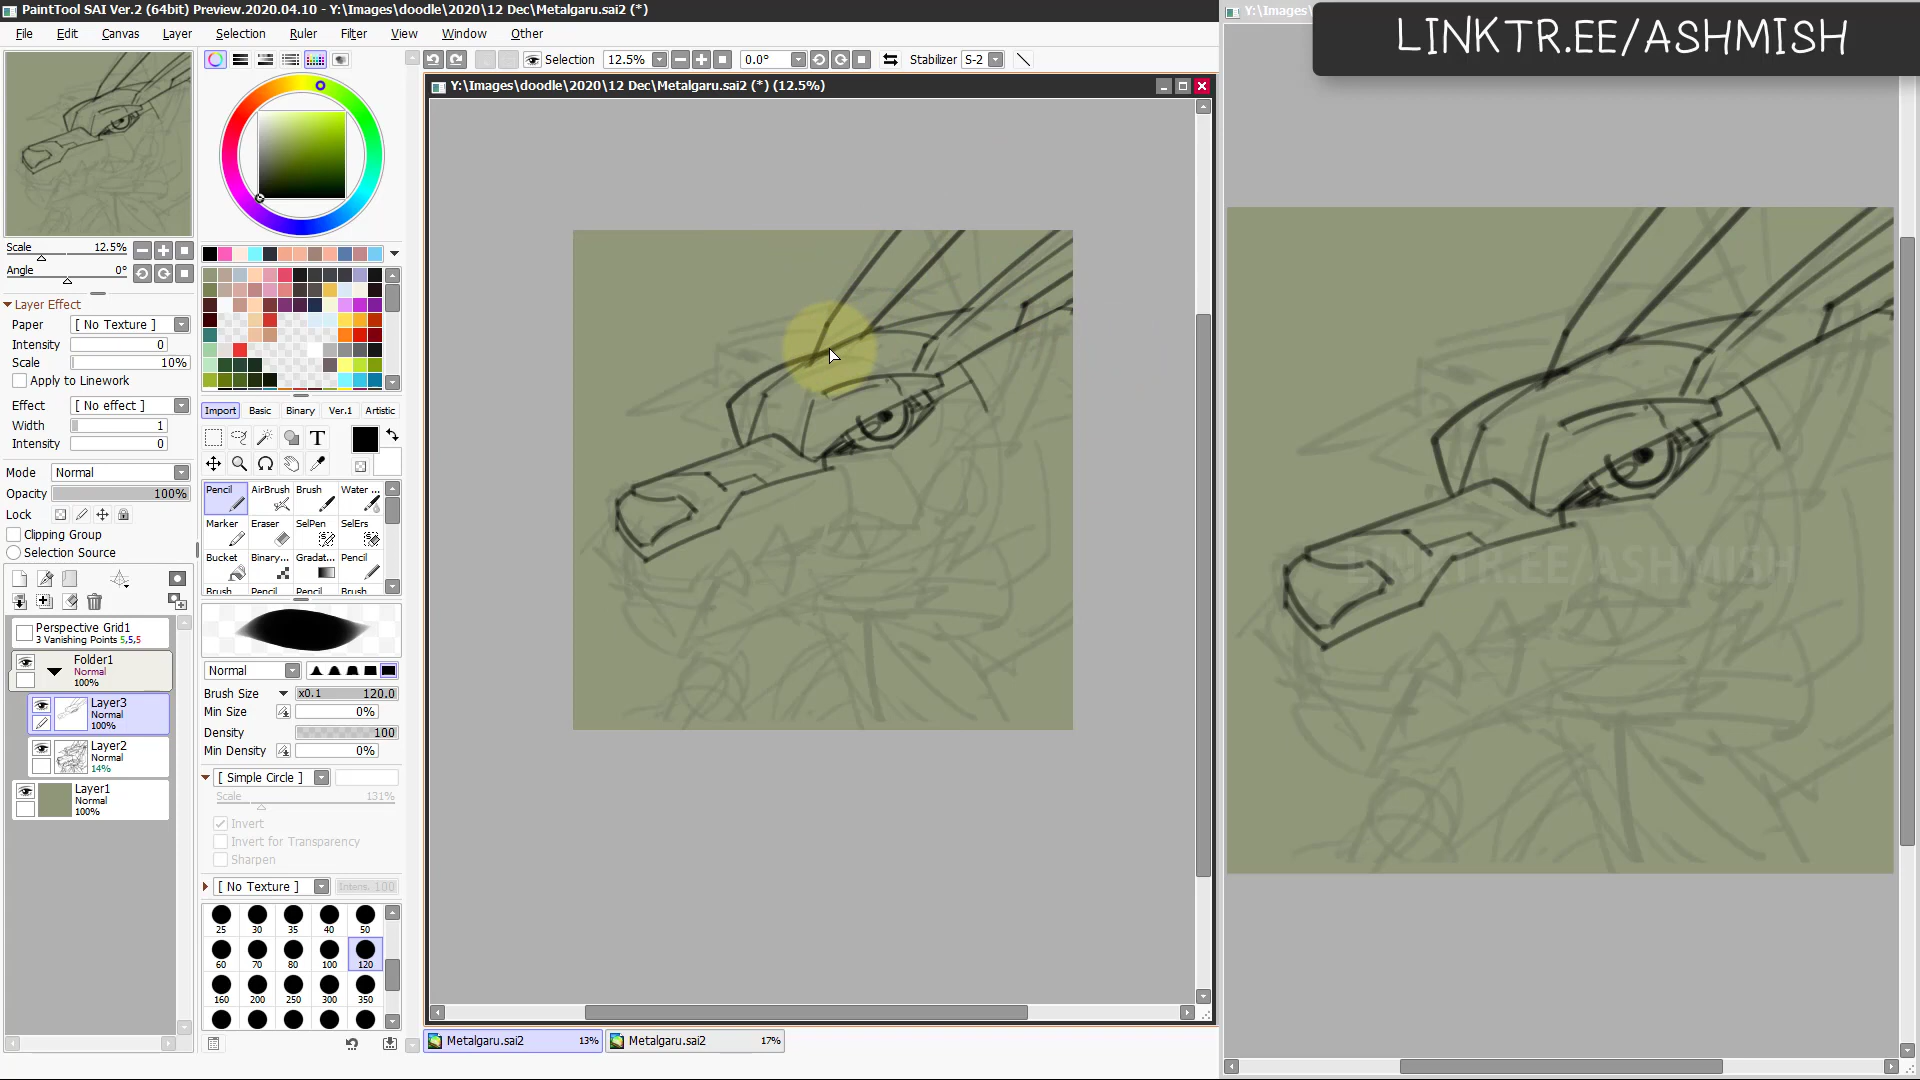 PaintTool SAI Ver.2 (64bit) Preview.2020.04.10 - Y:\Images\doodle\2020\12 Dec\Metalgaru.sai2 (*)
Y:\Images\
LINKTR.EE/ASHMISH
File Edit Canvas Layer Selection Ruler Filter View Window Other
Selection 12.5% 0.0° Stabilizer S-2
Y:\Images\doodle\2020\12 Dec\Metalgaru.sai2 (*) (12.5%)
Scale 12.5%
Angle 0°
Layer Effect
Paper [ No Texture ]
Intensity 0
Scale 10%
Apply to Linework
Effect [ No effect ]
Width 1
Intensity 0
Mode Normal
Opacity 100%
Lock
Clipping Group
Selection Source
Perspective Grid1
3 Vanishing Points 5,5,5
Folder1
Normal
100%
Layer3
Normal
100%
Layer2
Normal
14%
Layer1
Normal
100%
Import Basic Binary Ver.1 Artistic
T
Pencil AirBrush Brush Water ...
Marker Eraser SelPen SelErs
Bucket Binary... Gradat... Pencil
Brush Pencil Pencil Brush
Normal
Brush Size x0.1 120.0
Min Size 0%
Density 100
Min Density 0%
[ Simple Circle ]
Scale 131%
Invert
Invert for Transparency
Sharpen
[ No Texture ] Intens. 100
25 30 35 40 50
60 70 80 100 120
160 200 250 300 350
Metalgaru.sai2 13% Metalgaru.sai2 17%
LINKTR.EE/ASHMISH